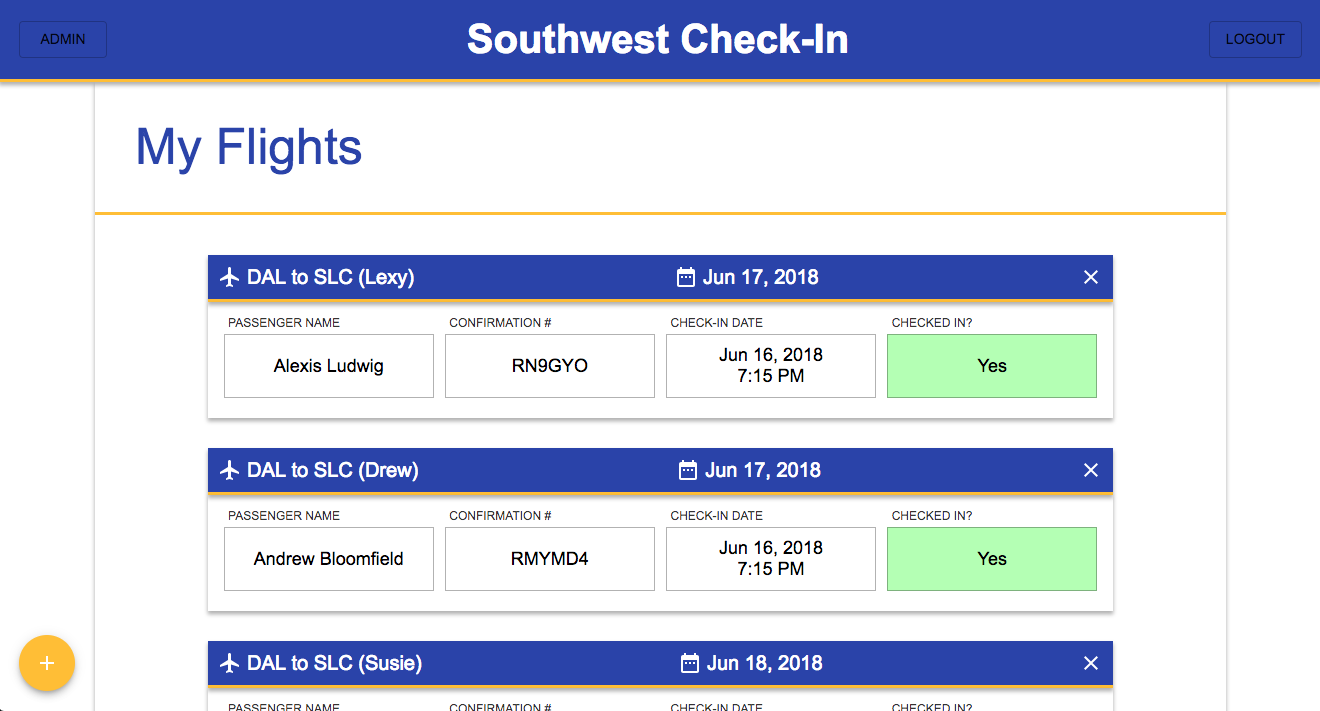 ADMIN
Southwest Check-In
LOGOUT
My Flights
DAL to SLC (Lexy)
Jun 17, 2018
PASSENGER NAME
CONFIRMATION #
CHECK-IN DATE
CHECKED IN?
Alexis Ludwig
RN9GYO
Jun 16, 2018
7:15 PM
Yes
DAL to SLC (Drew)
Jun 17, 2018
PASSENGER NAME
CONFIRMATION #
CHECK-IN DATE
CHECKED IN?
Andrew Bloomfield
RMYMD4
Jun 16, 2018
7:15 PM
Yes
DAL to SLC (Susie)
Jun 18, 2018
PASSENGER NAME
CONFIRMATION #
CHECK-IN DATE
CHECKED IN?